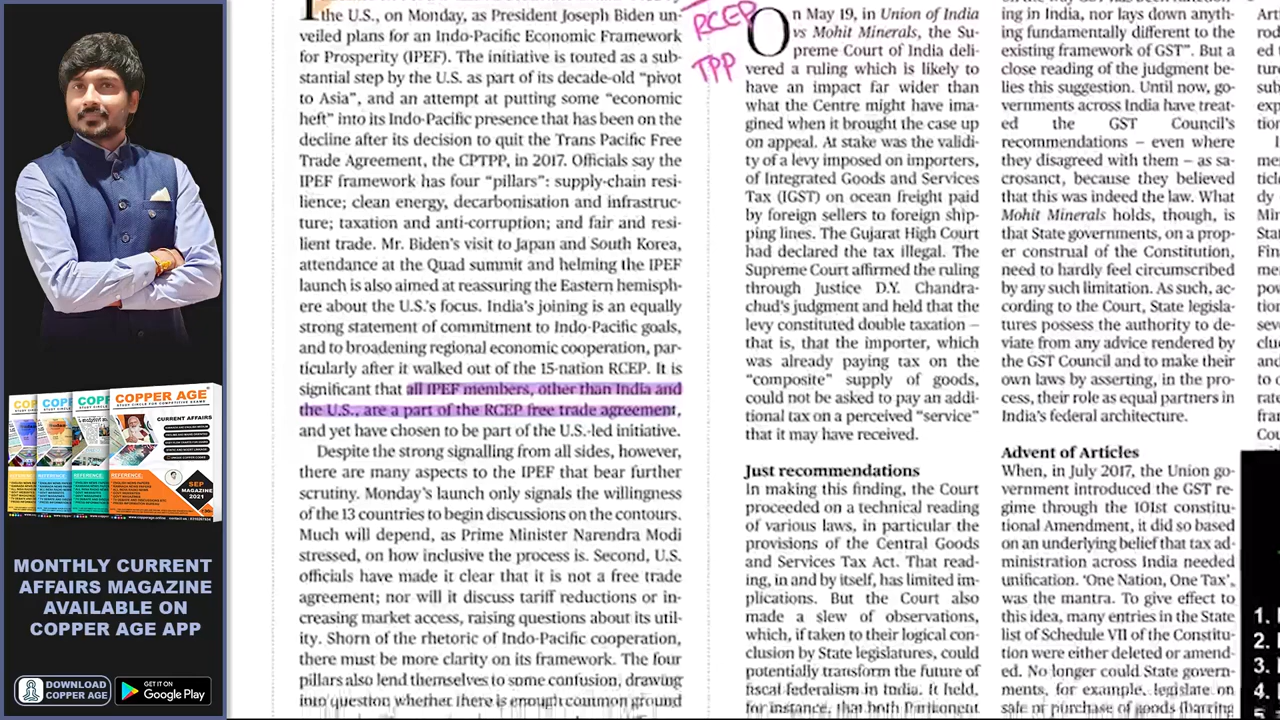 the U.S., on Monday, as President Joseph Biden un-
veiled plans for an Indo-Pacific Economic Framework
for Prosperity (IPEF). The initiative is touted as a sub-
stantial step by the U.S. as part of its decade-old “pivot
to Asia”, and an attempt at putting some “economic
heft” into its Indo-Pacific presence that has been on the
decline after its decision to quit the Trans Pacific Free
Trade Agreement, the CPTPP, in 2017. Officials say the
IPEF framework has four “pillars”: supply-chain resi-
lience; clean energy, decarbonisation and infrastruc-
ture; taxation and anti-corruption; and fair and resi-
lient trade. Mr. Biden’s visit to Japan and South Korea,
attendance at the Quad summit and helming the IPEF
launch is also aimed at reassuring the Eastern hemisph-
ere about the U.S.’s focus. India’s joining is an equally
strong statement of commitment to Indo-Pacific goals,
and to broadening regional economic cooperation, par-
ticularly after it walked out of the 15-nation RCEP. It is
significant that all IPEF members, other than India and
the U.S., are a part of the RCEP free trade agreement,
and yet have chosen to be part of the U.S.-led initiative.
Despite the strong signalling from all sides, however,
there are many aspects to the IPEF that bear further
scrutiny. Monday’s launch only signals the willingness
of the 13 countries to begin discussions on the contours.
Much will depend, as Prime Minister Narendra Modi
stressed, on how inclusive the process is. Second, U.S.
officials have made it clear that it is not a free trade
agreement; nor will it discuss tariff reductions or in-
creasing market access, raising questions about its util-
ity. Shorn of the rhetoric of Indo-Pacific cooperation,
there must be more clarity on its framework. The four
pillars also lend themselves to some confusion, drawing
into question whether there is enough common ground
RCEP
TPP
On May 19, in Union of India
vs Mohit Minerals, the Su-
preme Court of India deli-
vered a ruling which is likely to
have an impact far wider than
what the Centre might have ima-
gined when it brought the case up
on appeal. At stake was the validi-
ty of a levy imposed on importers,
of Integrated Goods and Services
Tax (IGST) on ocean freight paid
by foreign sellers to foreign ship-
ping lines. The Gujarat High Court
had declared the tax illegal. The
Supreme Court affirmed the ruling
through Justice D.Y. Chandra-
chud’s judgment and held that the
levy constituted double taxation –
that is, that the importer, which
was already paying tax on the
“composite” supply of goods,
could not be asked to pay an addi-
tional tax on a perceived “service”
that it may have received.
Just recommendations
In so finding, the Court
premised a technical reading
of various laws, in particular the
provisions of the Central Goods
and Services Tax Act. That read-
ing, in and by itself, has limited im-
plications. But the Court also
made a slew of observations,
which, if taken to their logical con-
clusion by State legislatures, could
potentially transform the future of
fiscal federalism in India. It held,
for instance, that both Parliament
ing in India, nor lays down anyth-
ing fundamentally different to the
existing framework of GST”. But a
close reading of the judgment be-
lies this suggestion. Until now, go-
vernments across India have treat-
ed the GST Council’s
recommendations – even where
they disagreed with them – as sa-
crosanct, because they believed
that this was indeed the law. What
Mohit Minerals holds, though, is
that State governments, on a prop-
er construal of the Constitution,
need to hardly feel circumscribed
by any such limitation. As such, ac-
cording to the Court, State legisla-
tures possess the authority to de-
viate from any advice rendered by
the GST Council and to make their
own laws by asserting, in the pro-
cess, their role as equal partners in
India’s federal architecture.
Advent of Articles
When in July 2017, the Union go-
vernment introduced the GST re-
gime through the 101st constitu-
tional Amendment, it did so based
on an underlying belief that tax ad-
ministration across India needed
unification. ‘One Nation, One Tax’,
was the mantra. To give effect to
this idea, many entries in the State
list of Schedule VII of the Constitu-
tion were either deleted or amend-
ed. No longer could State govern-
ments, for example, legislate on
sale or purchase of goods (barring
1.
2.
3.
4.
COPPER AGE
CURRENT AFFAIRS
REFERENCE:
SEP
MAGAZINE
2021
MONTHLY CURRENT
AFFAIRS MAGAZINE
AVAILABLE ON
COPPER AGE APP
DOWNLOAD
COPPER AGE
GET IT ON
Google Play